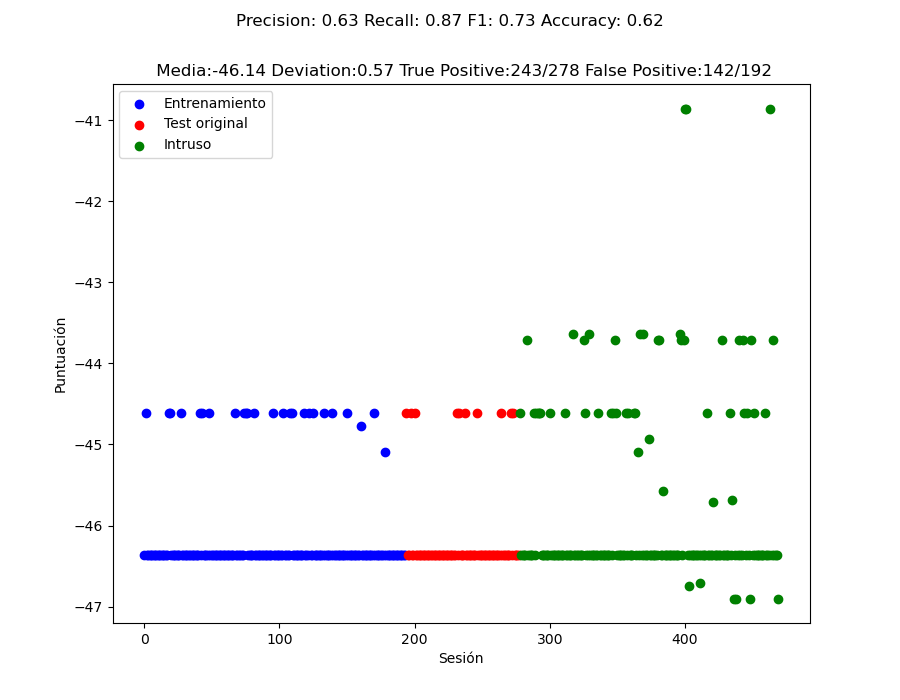 Precision: 0.63 Recall: 0.87 F1: 0.73 Accuracy: 0.62
Media:-46.14 Deviation:0.57 True Positive:243/278 False Positive:142/192
Entrenamiento
Test original
Intruso
−41
−42
−43
−44
−45
−46
−47
Puntuación
0
100
200
300
400
Sesión